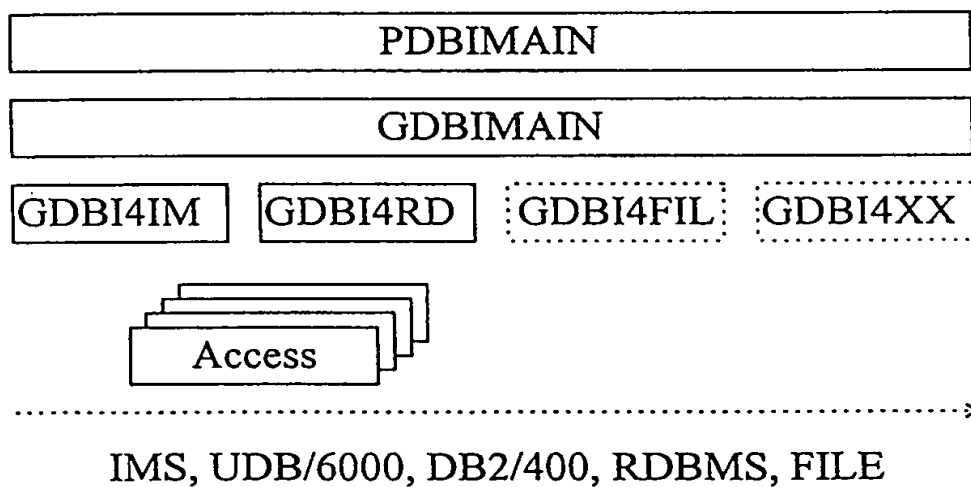 PDBIMAIN
GDBIMAIN
GDBI4IM GDBI4RD GDBI4FIL GDBI4XX
Access
IMS, UDB/6000, DB2/400, RDBMS, FILE